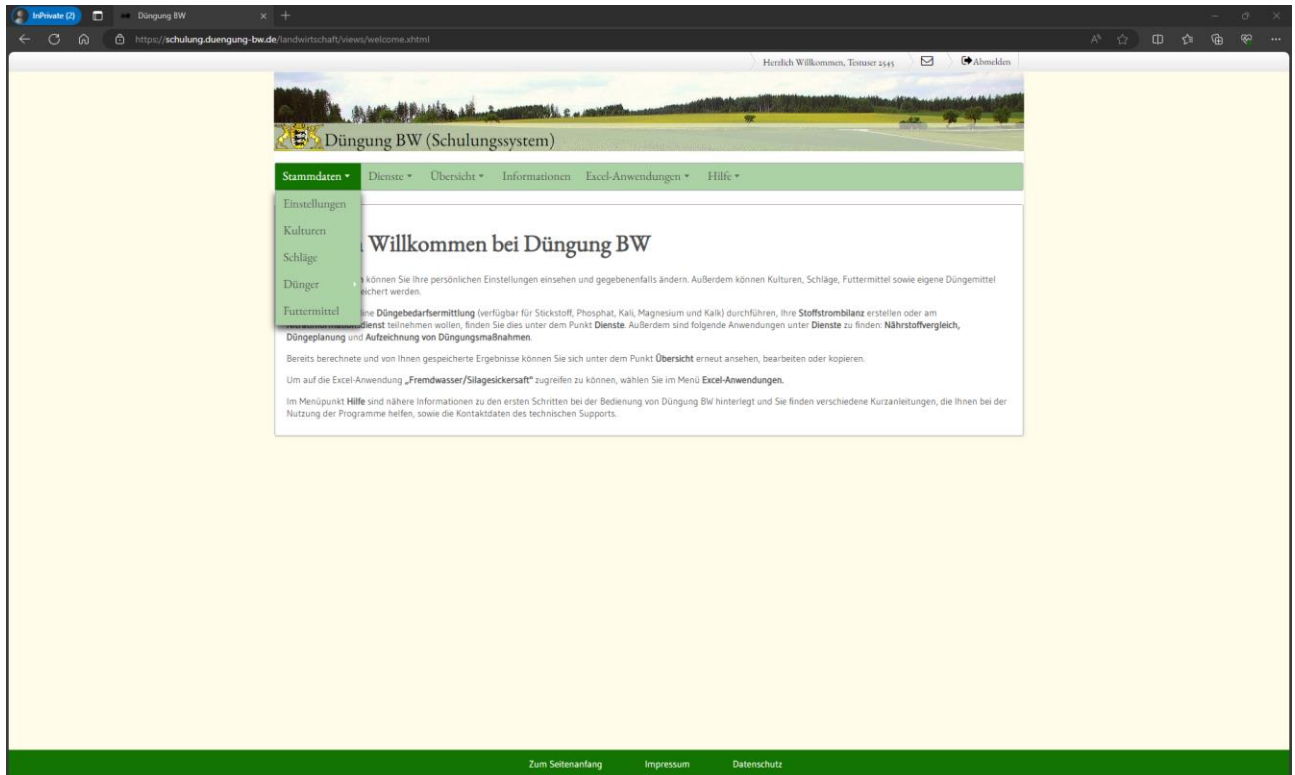 InPrivate (2)
Düngung BW
https://schulung.duengung-bw.de/landwirtschaft/views/welcome.xhtml
Herzlich Willkommen, Testuser 2545
Abmelden
Düngung BW (Schulungssystem)
Stammdaten Dienste Übersicht Informationen Excel-Anwendungen Hilfe
Einstellungen
Kulturen
Schläge
Dünger
Futtermittel
Willkommen bei Düngung BW
können Sie Ihre persönlichen Einstellungen einsehen und gegebenenfalls ändern. Außerdem können Kulturen, Schläge, Futtermittel sowie eigene Düngemittel
eichert werden.
ine Düngebedarfsermittlung (verfügbar für Stickstoff, Phosphat, Kali, Magnesium und Kalk) durchführen, Ihre Stoffstrombilanz erstellen oder am
teilnehmen wollen, finden Sie dies unter dem Punkt Dienste. Außerdem sind folgende Anwendungen unter Dienste zu finden: Nährstoffvergleich,
Düngeplanung und Aufzeichnung von Düngungsmaßnahmen.
Bereits berechnete und von Ihnen gespeicherte Ergebnisse können Sie sich unter dem Punkt Übersicht erneut ansehen, bearbeiten oder kopieren.
Um auf die Excel-Anwendung „Fremdwasser/Silagesickersaft" zugreifen zu können, wählen Sie im Menü Excel-Anwendungen.
Im Menüpunkt Hilfe sind nähere Informationen zu den ersten Schritten bei der Bedienung von Düngung BW hinterlegt und Sie finden verschiedene Kurzanleitungen, die Ihnen bei der
Nutzung der Programme helfen, sowie die Kontaktdaten des technischen Supports.
Zum Seitenanfang Impressum Datenschutz